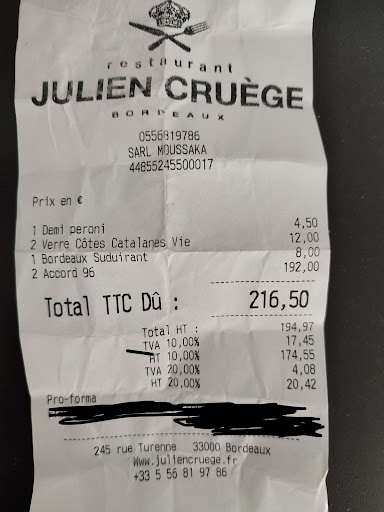 restaurant
JULIEN CRUÈGE
BORDEAUX
0556819786
SARL MOUSSAKA
44855245500017
Prix en €
1 Demi peroni 4,50
2 Verre Côtes Catalanes Vie 12,00
1 Bordeaux Suduirant 8,00
2 Accord 96 192,00
Total TTC Dû : 216,50
Total HT : 194,97
TVA 10,00% 17,45
HT 10,00% 174,55
TVA 20,00% 4,08
HT 20,00% 20,42
Pro-forma
245 rue Turenne 33000 Bordeaux
Www.juliencruege.fr
+33 5 56 81 97 86